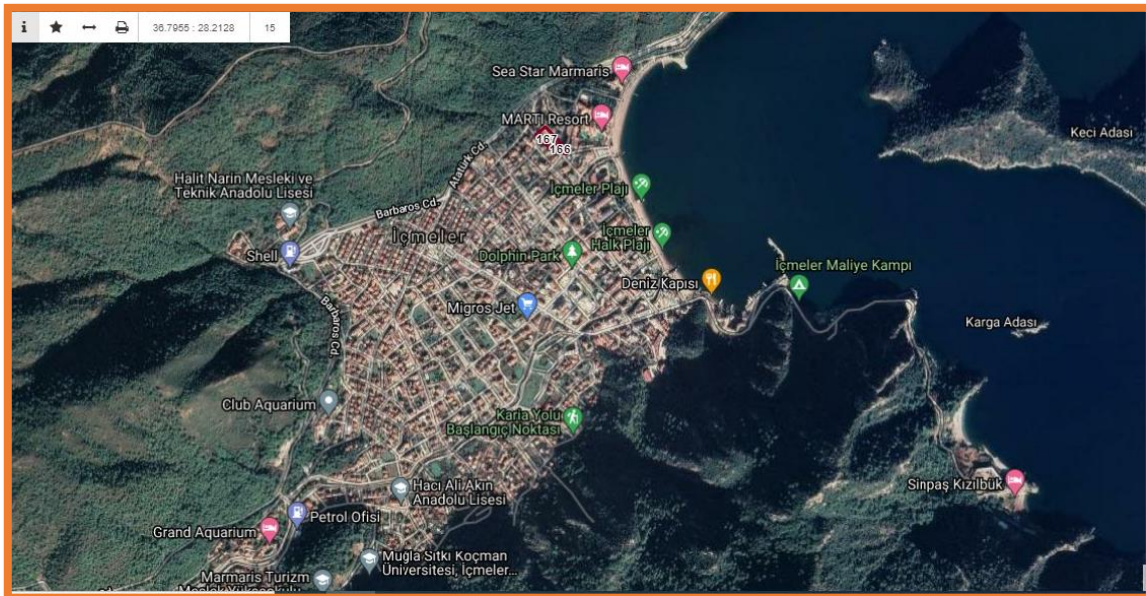 i
36.7955 : 28.2128
15
Sea Star Marmaris
MARTI Resort
167
166
Keci Adası
Atatürk Cd.
Halit Narin Mesleki ve
Teknik Anadolu Lisesi
İçmeler Plajı
Barbaros Cd.
İçmeler
İçmeler
Halk Plajı
Shell
Dolphin Park
İçmeler Maliye Kampı
Deniz Kapısı
Migros Jet
Barbaros Cd.
Karga Adası
Club Aquarium
Karia Yolu
Başlangıç Noktası
Hacı Ali Akın
Anadolu Lisesi
Sinpaş Kızılbük
Petrol Ofisi
Grand Aquarium
Muğla Sıtkı Koçman
Üniversitesi, İçmeler...
Marmaris Turizm
Meslek Yüksekokulu